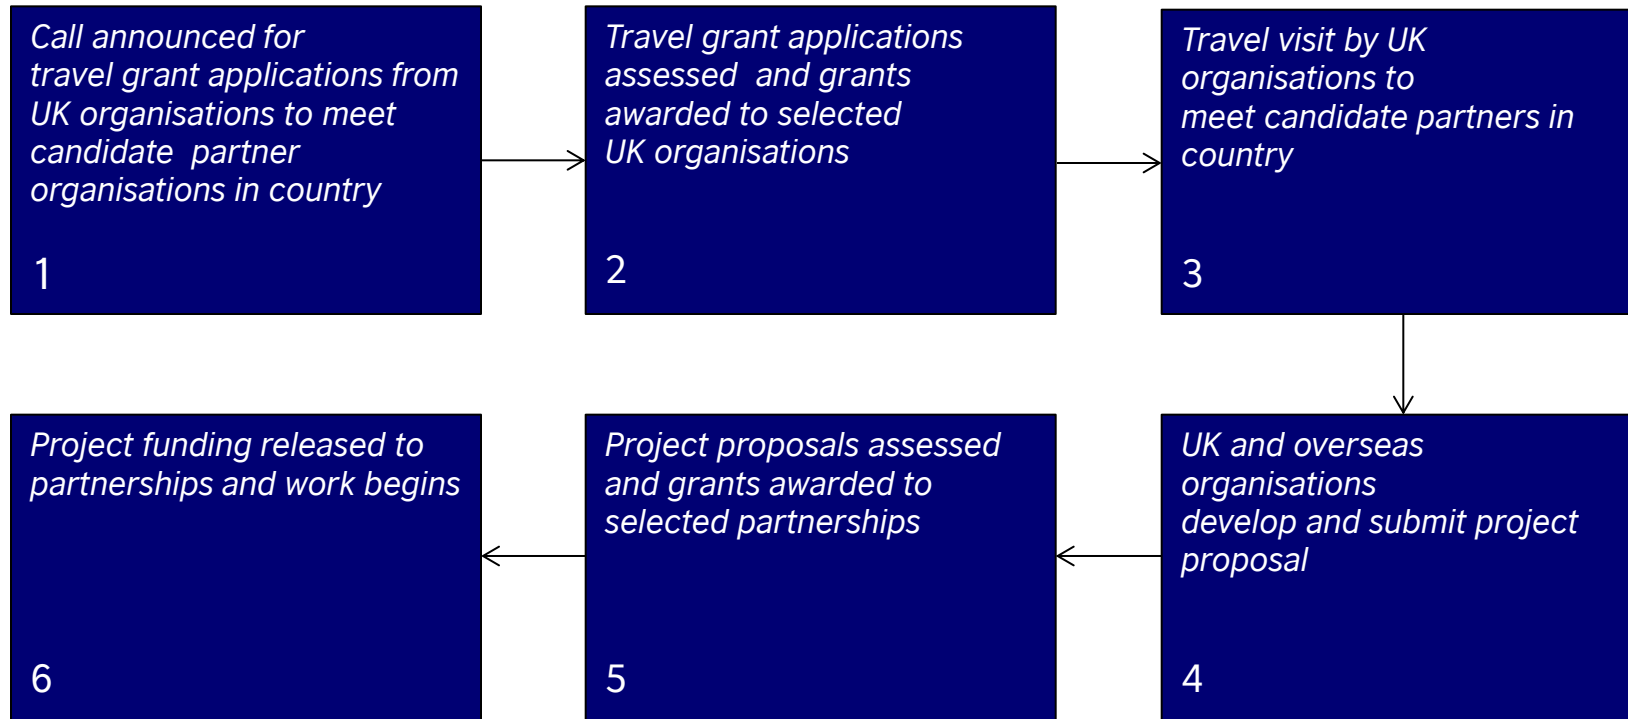 Call announced for
travel grant applications from
UK organisations to meet
candidate  partner
organisations in country
1
Travel grant applications
assessed  and grants
awarded to selected
UK organisations
2
Travel visit by UK
organisations to
meet candidate partners in
country
3
UK and overseas
organisations
develop and submit project
proposal
4
Project proposals assessed
and grants awarded to
selected partnerships
5
Project funding released to
partnerships and work begins
6